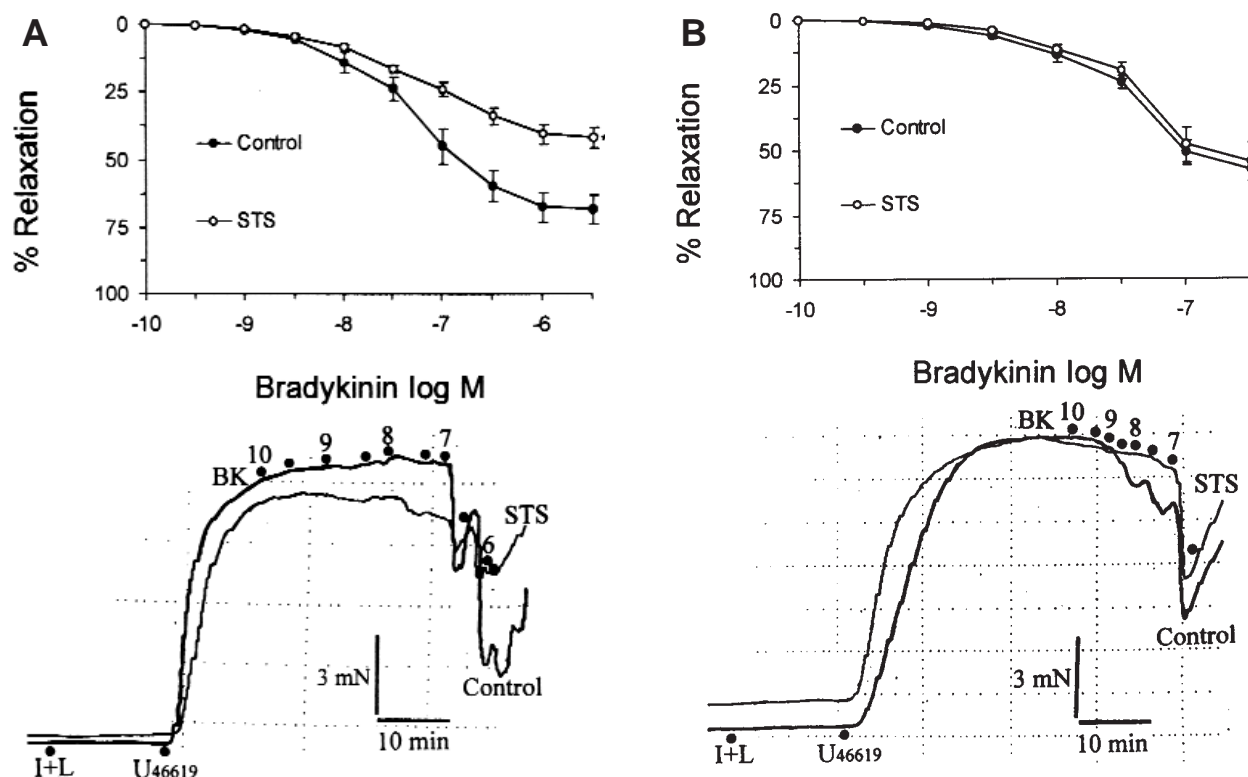 A
% Relaxation
0
25
50
75
100
Control
STS
-10
-9
-8
-7
-6
Bradykinin log M
BK
10
9
8
7
STS
6
3 mN
Control
10 min
I+L
U46619
B
% Relaxation
0
25
50
75
100
Control
STS
-10
-9
-8
-7
Bradykinin log M
BK
10
9
8
7
STS
Control
3 mN
10 min
I+L
U46619